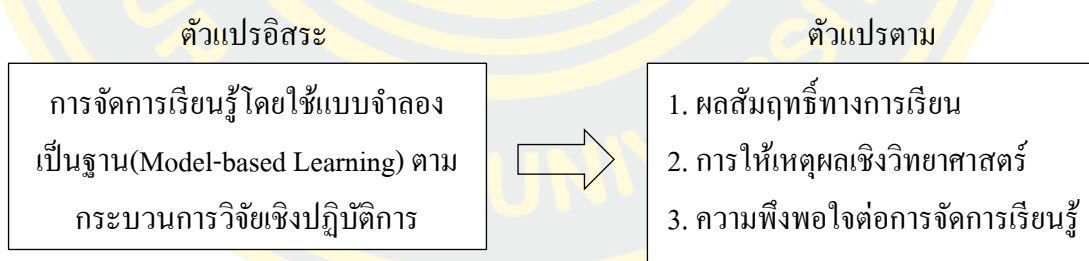 ตัวแปรอิสระ
ตัวแปรตาม
การจัดการเรียนรู้โดยใช้แบบจำลอง
เป็นฐาน(Model-based Learning) ตาม
กระบวนการวิจัยเชิงปฏิบัติการ
1. ผลสัมฤทธิ์ทางการเรียน
2. การให้เหตุผลเชิงวิทยาศาสตร์
3. ความพึงพอใจต่อการจัดการเรียนรู้
UNI